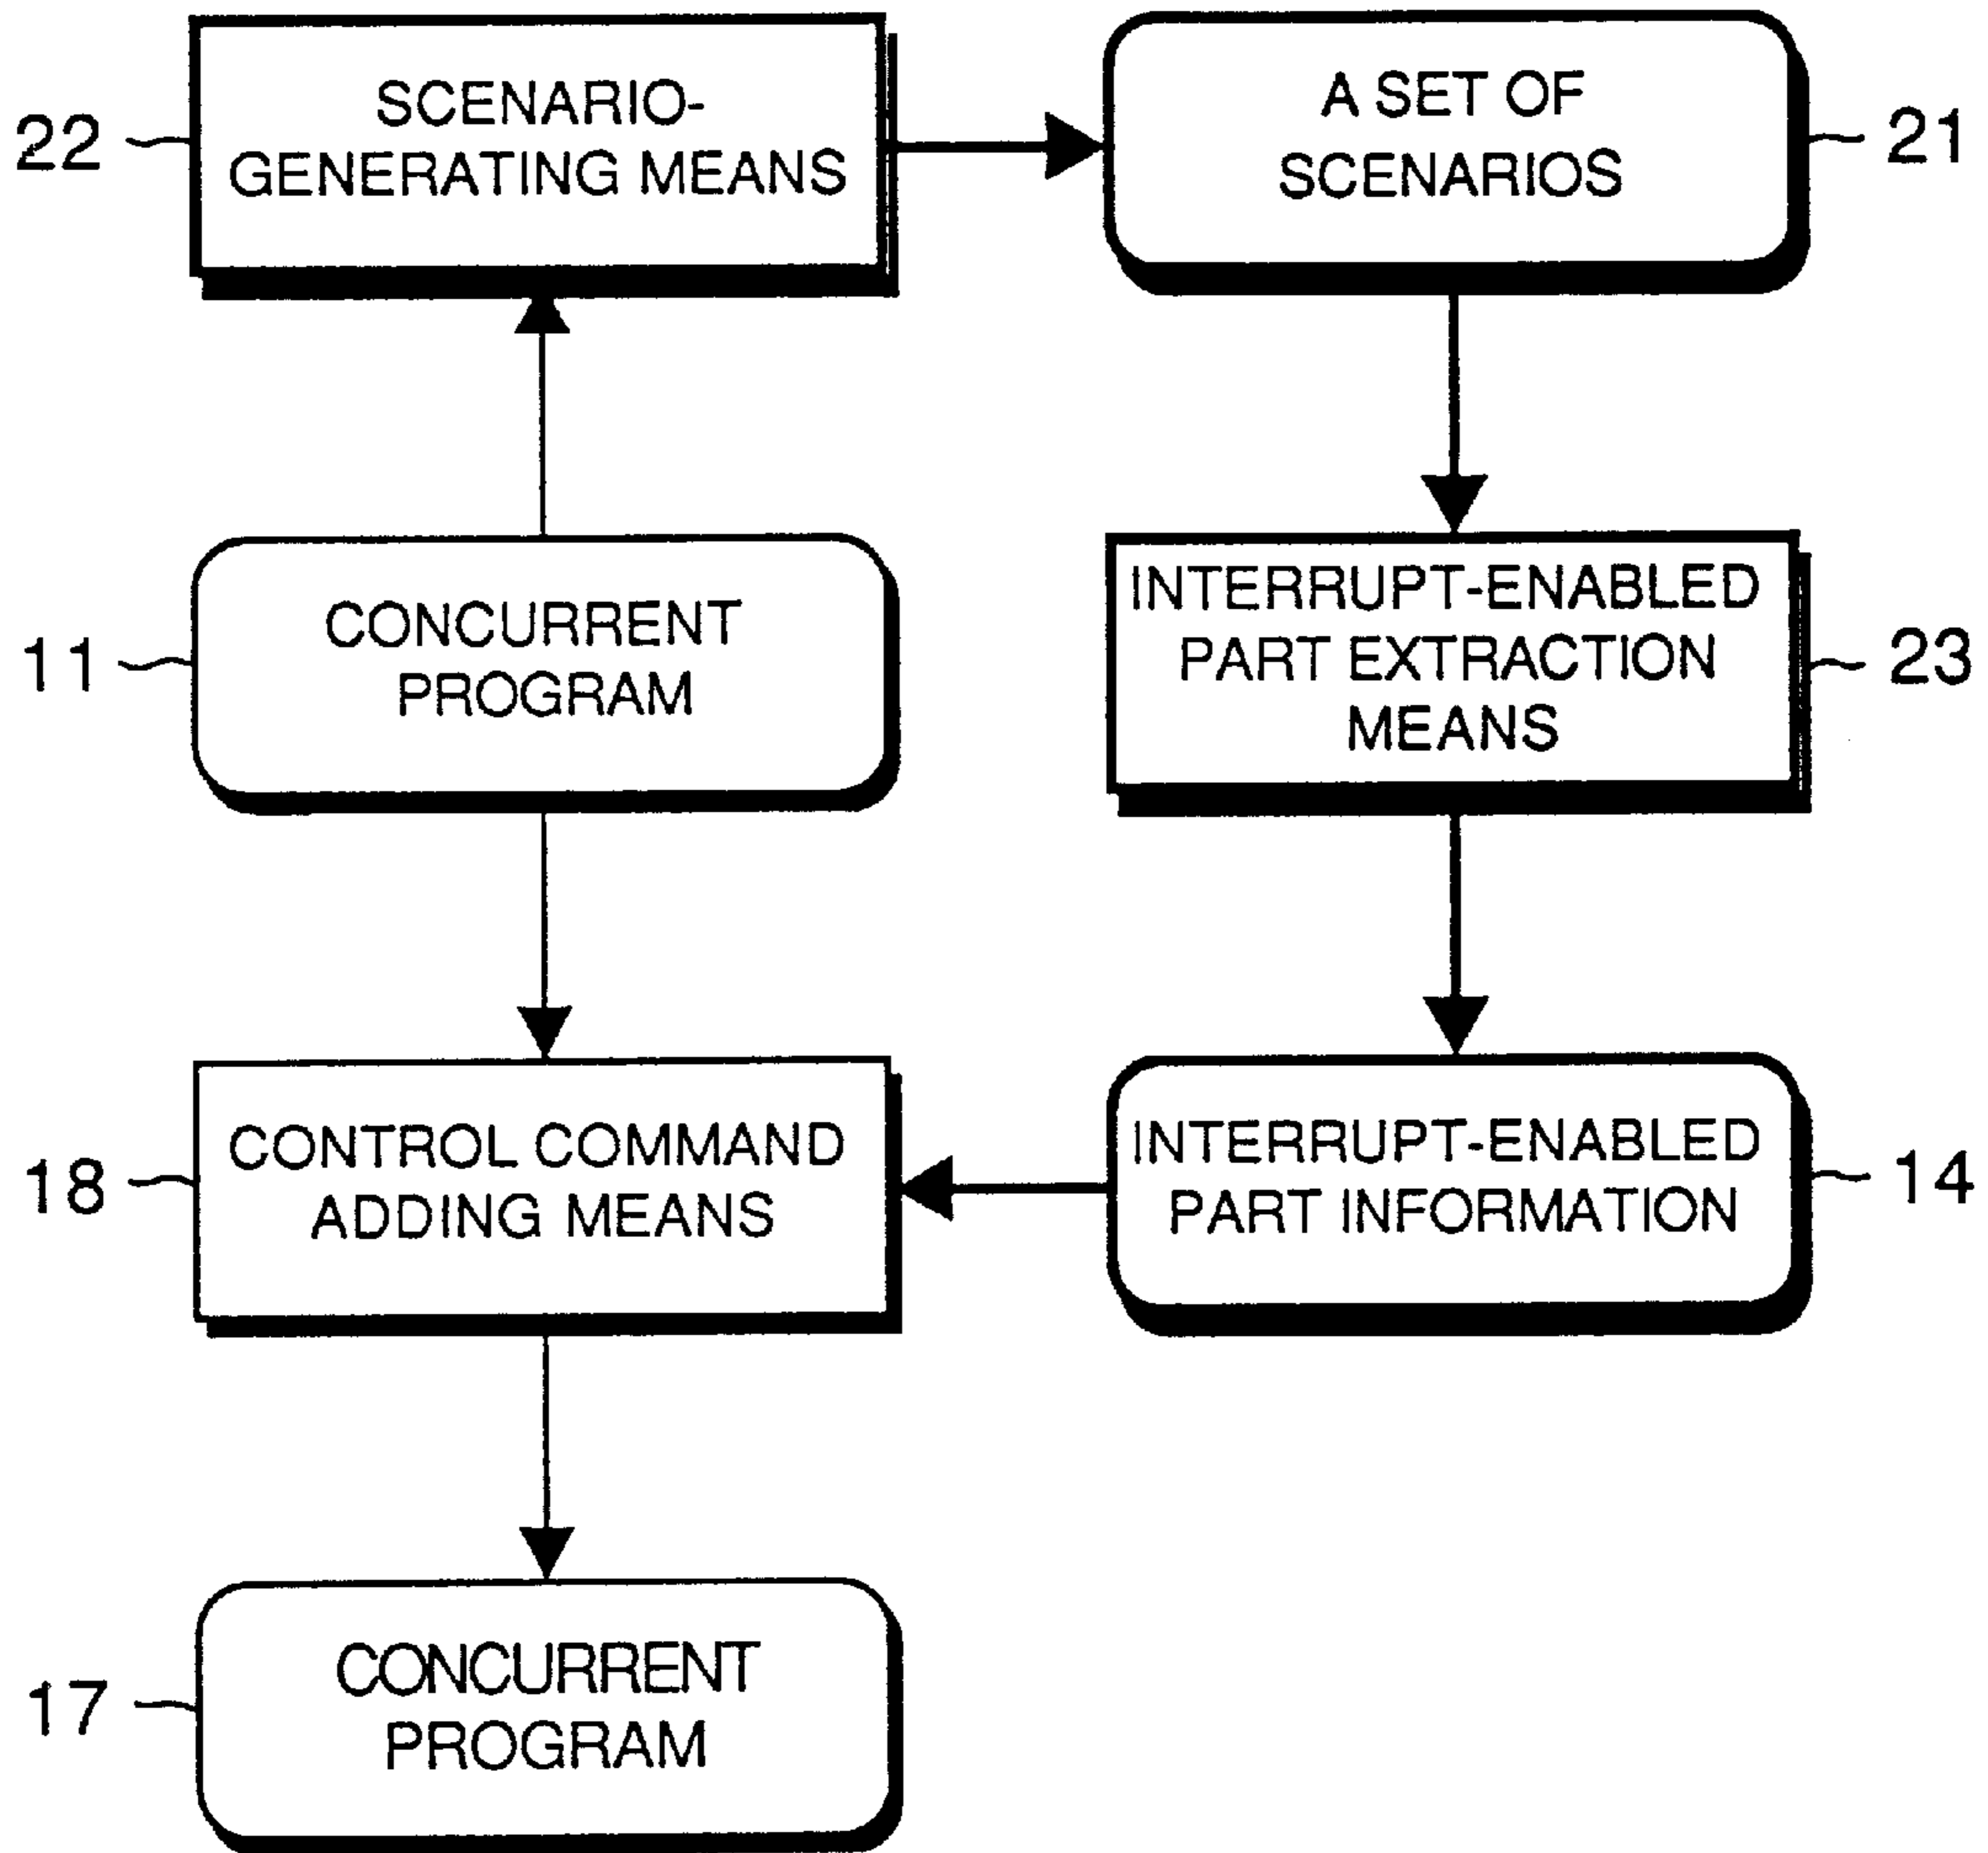 22
SCENARIO-
GENERATING MEANS
A SET OF
SCENARIOS
21
11
CONCURRENT
PROGRAM
INTERRUPT-ENABLED
PART EXTRACTION
MEANS
23
18
CONTROL COMMAND
ADDING MEANS
INTERRUPT-ENABLED
PART INFORMATION
14
17
CONCURRENT
PROGRAM